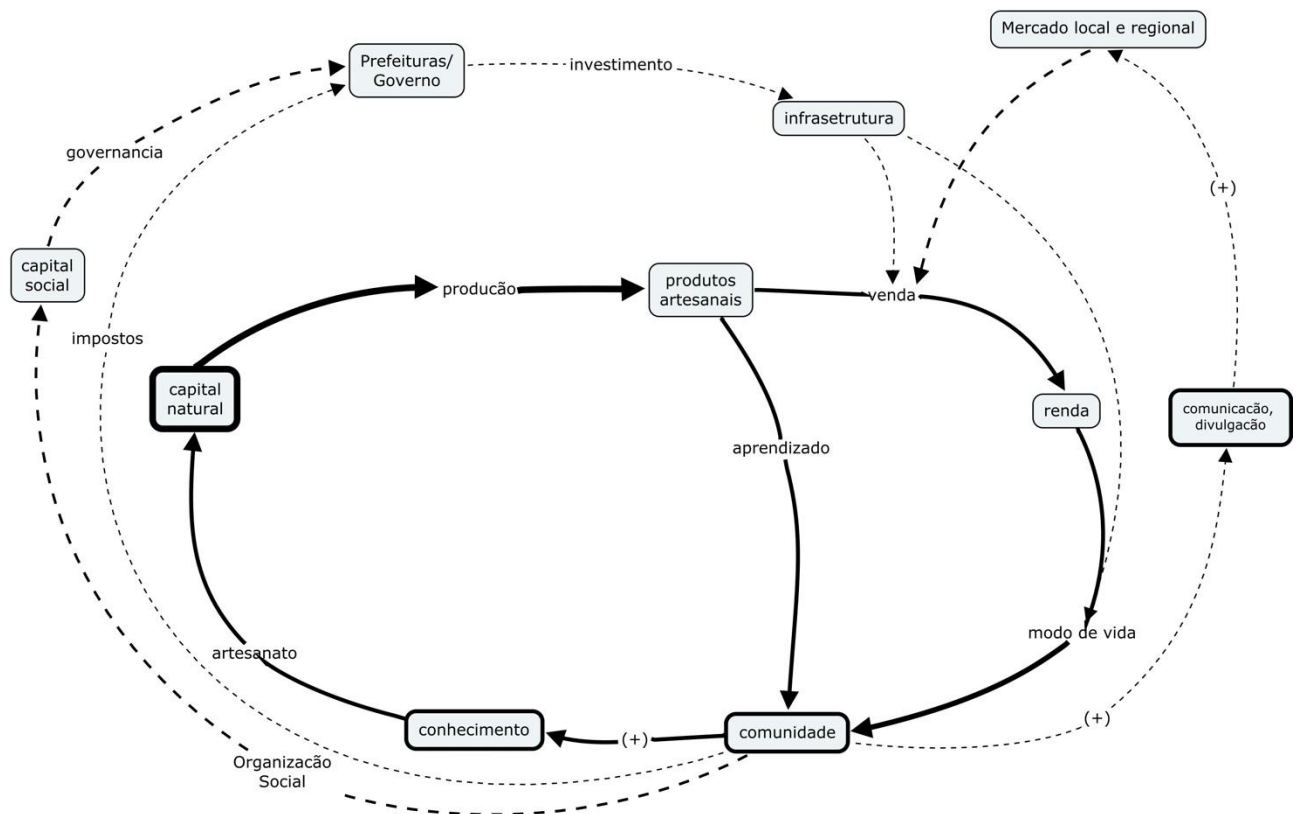 Mercado local e regional
Prefeituras/
Governo
investimento
infrasetrutura
governancia
(+)
capital
social
produtos
artesanais
producão
venda
impostos
capital
natural
renda
comunicacão,
divulgacão
aprendizado
modo de vida
artesanato
conhecimento
(+)
comunidade
(+)
Organizacão
Social